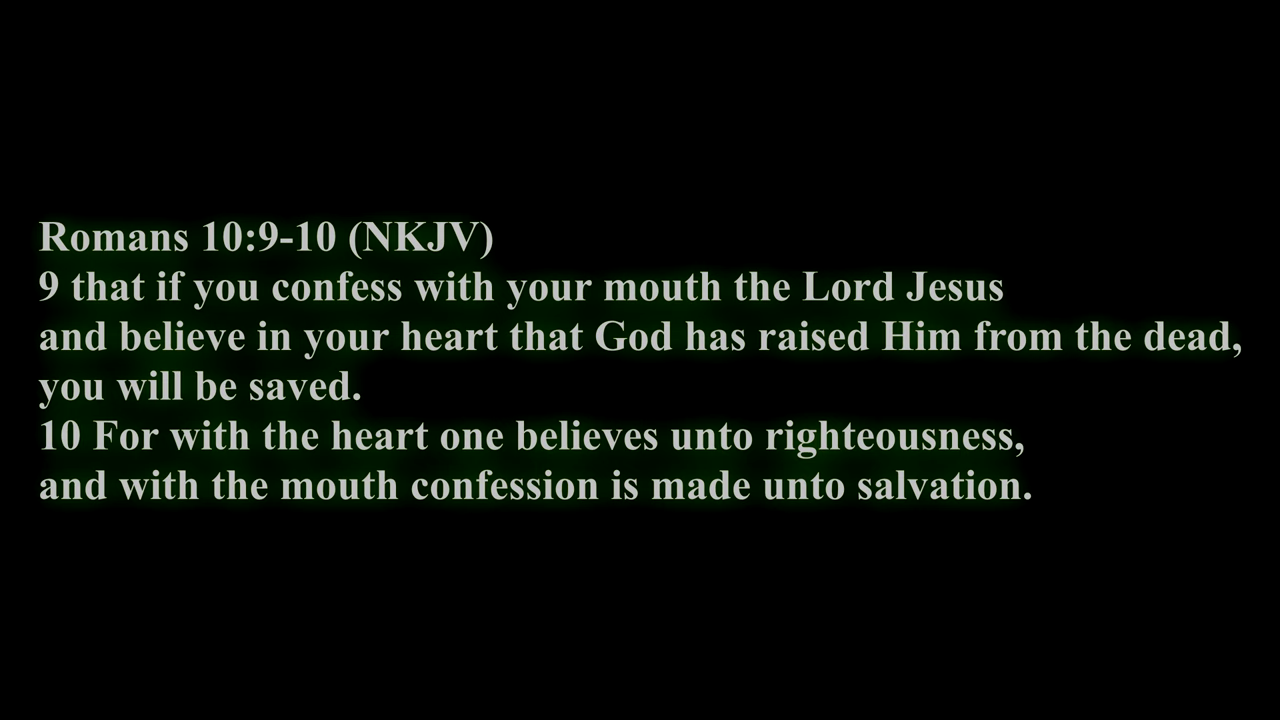 Romans 10:9-10 (NKJV)
9 that if you confess with your mouth the Lord Jesus
and believe in your heart that God has raised Him from the dead,
you will be saved.
10 For with the heart one believes unto righteousness,
and with the mouth confession is made unto salvation.